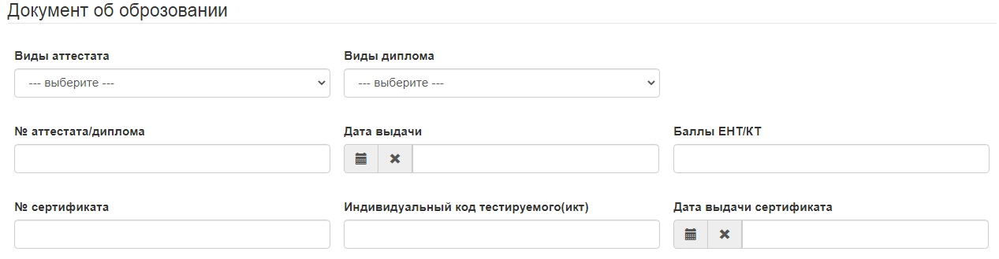 Документ об оброзовании
Виды аттестата Виды диплома
--- выберите --- --- выберите ---
№ аттестата/диплома Дата выдачи Баллы ЕНТ/КТ
№ сертификата Индивидуальный код тестируемого(икт) Дата выдачи сертификата